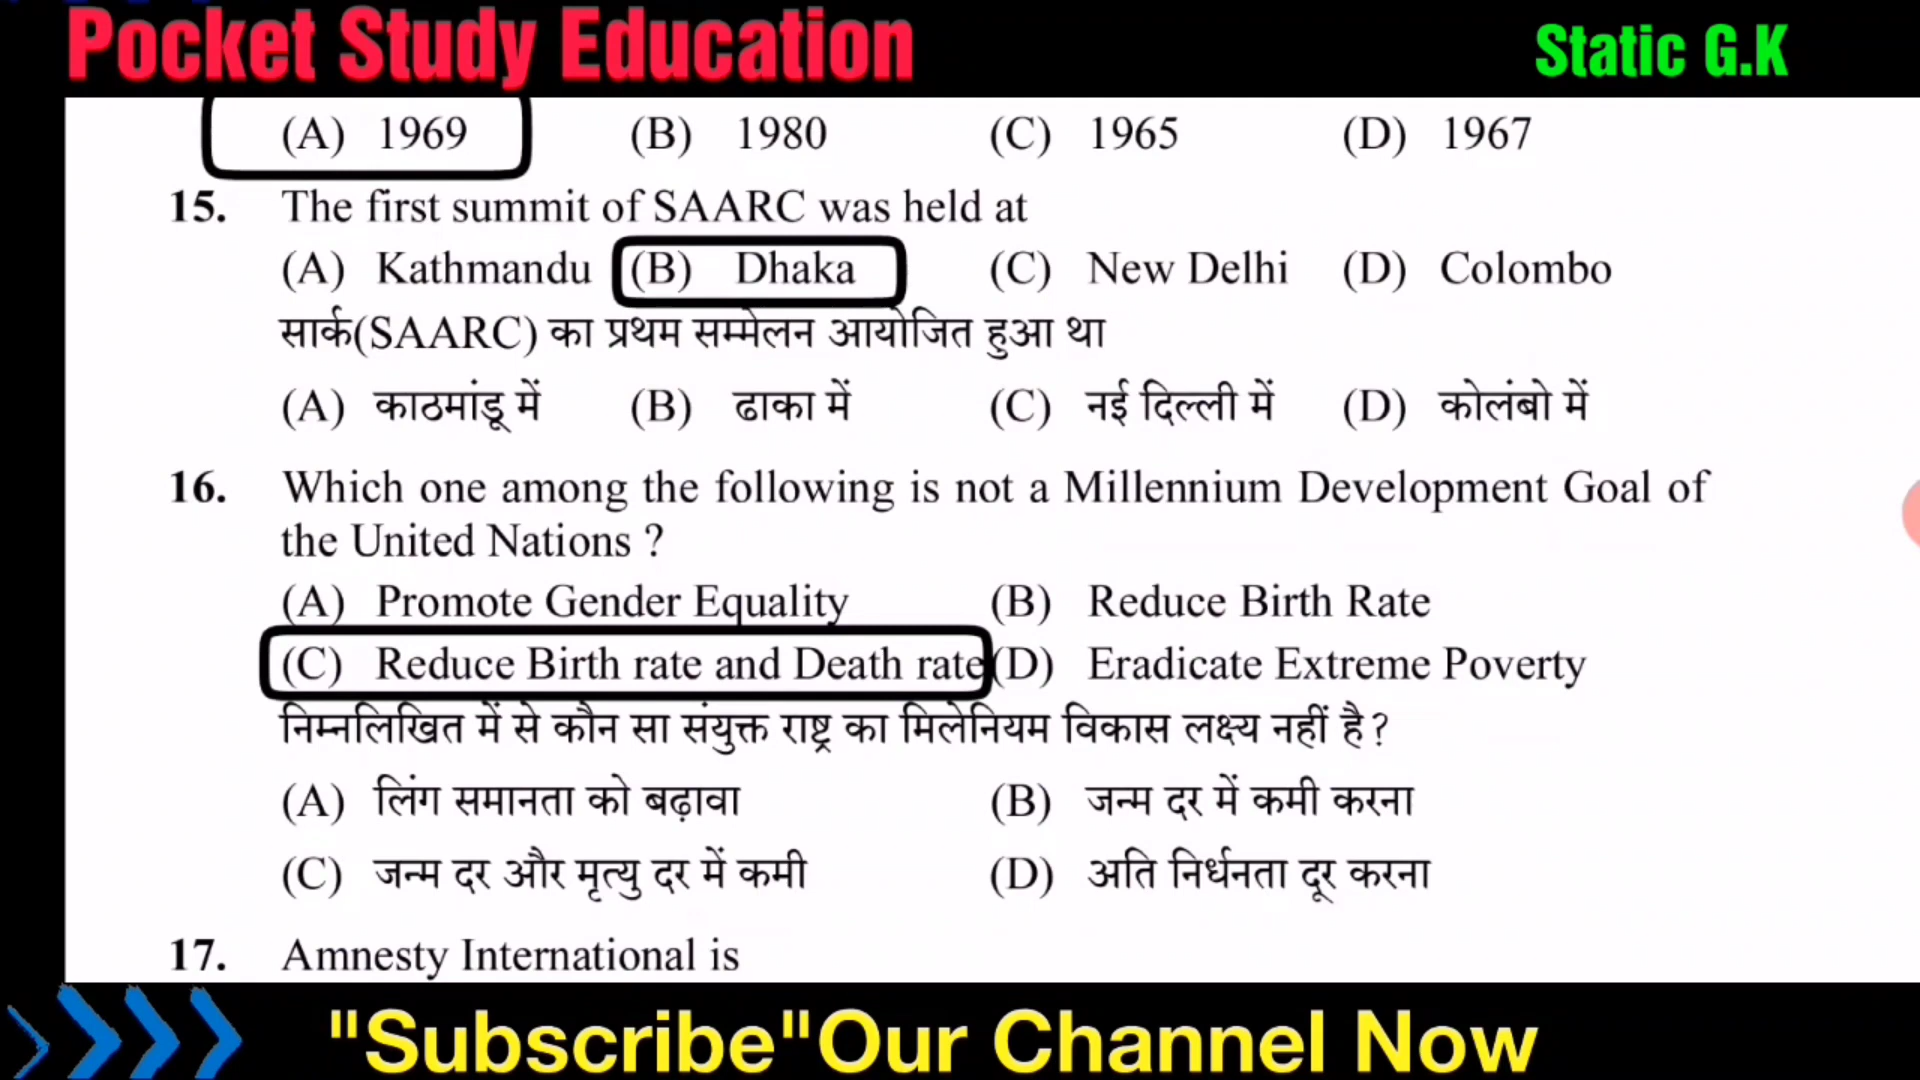 Pocket Study Education
Static G.K
(A) 1969 (B) 1980 (C) 1965 (D) 1967
15. The first summit of SAARC was held at
(A) Kathmandu (B) Dhaka (C) New Delhi (D) Colombo
सार्क(SAARC) का प्रथम सम्मेलन आयोजित हुआ था
(A) काठमांडू में (B) ढाका में (C) नई दिल्ली में (D) कोलंबो में
16. Which one among the following is not a Millennium Development Goal of
the United Nations ?
(A) Promote Gender Equality (B) Reduce Birth Rate
(C) Reduce Birth rate and Death rate (D) Eradicate Extreme Poverty
निम्नलिखित में से कौन सा संयुक्त राष्ट्र का मिलेनियम विकास लक्ष्य नहीं है ?
(A) लिंग समानता को बढ़ावा (B) जन्म दर में कमी करना
(C) जन्म दर और मृत्यु दर में कमी (D) अति निर्धनता दूर करना
17. Amnesty International is
"Subscribe"Our Channel Now